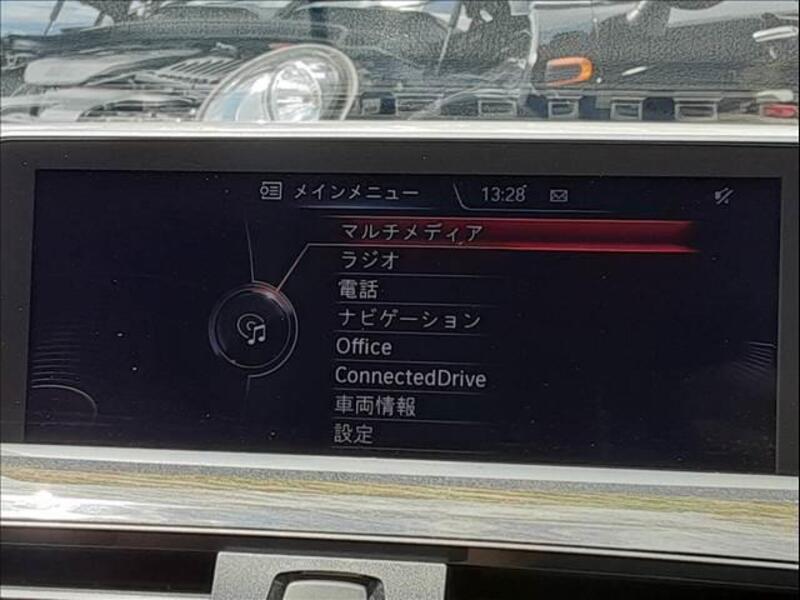 メインメニュー 13:28
マルチメディア
ラジオ
電話
ナビゲーション
Office
ConnectedDrive
車両情報
設定